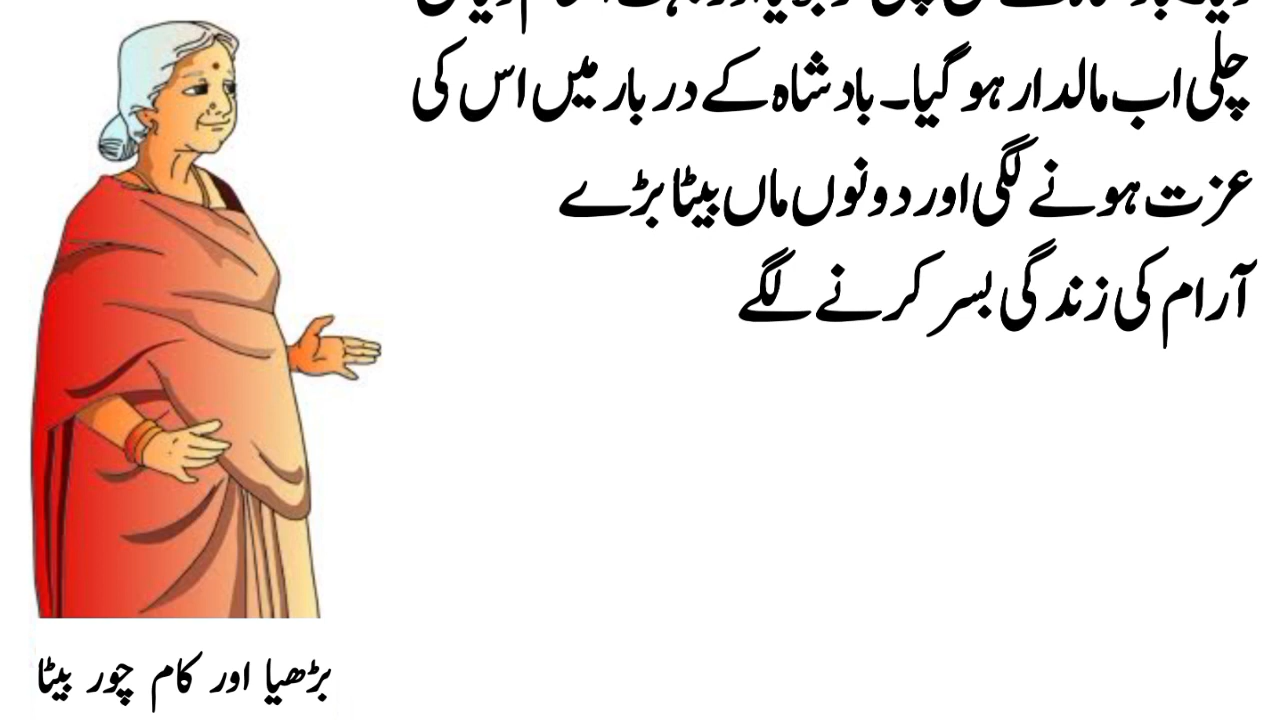 چلی اب مالدار ہو گیا۔ بادشاہ کے دربار میں اس کی
عزت ہونے لگی اور دونوں ماں بیٹا بڑے
آرام کی زندگی بسر کرنے لگے
بڑھیا اور کام چور بیٹا